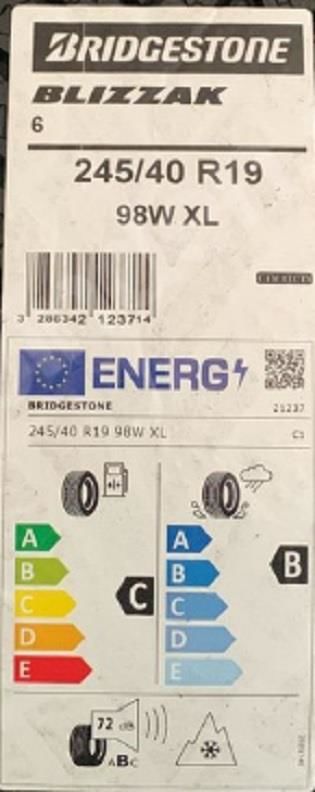 BRIDGESTONE
BLIZZAK
6
245/40 R19
98W XL
3 286342 123714
ENERG
BRIDGESTONE 21237
245/40 R19 98W XL C1
A A
B B B
C C C
D D
E E
72 dB
ABC